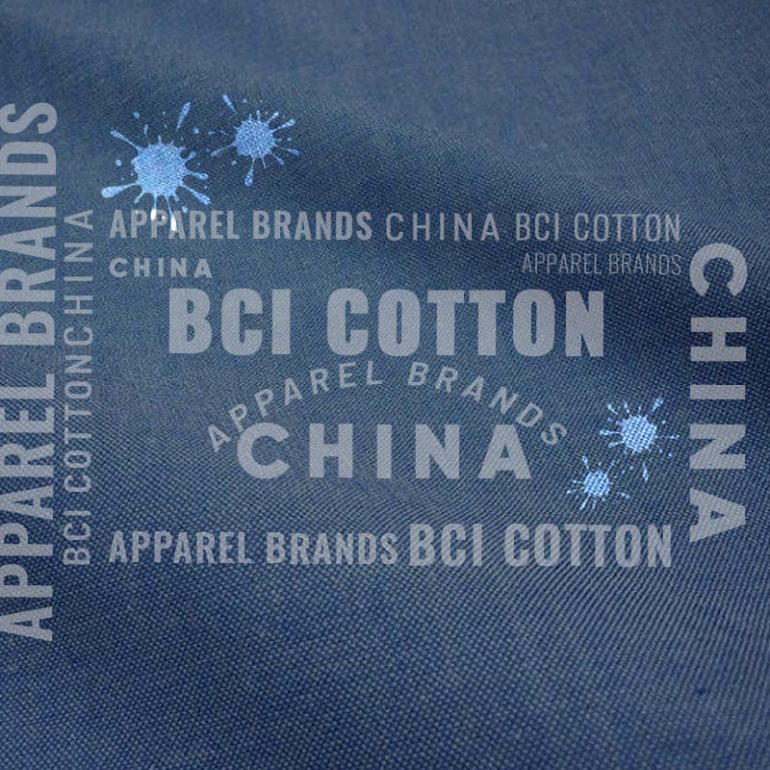 APPAREL BRANDS
BCI COTTONCHINA
APPAREL BRANDS CHINA BCI COTTON
CHINA
APPAREL BRANDS
BCI COTTON
APPAREL BRANDS
CHINA
APPAREL BRANDS BCI COTTON
CHINA